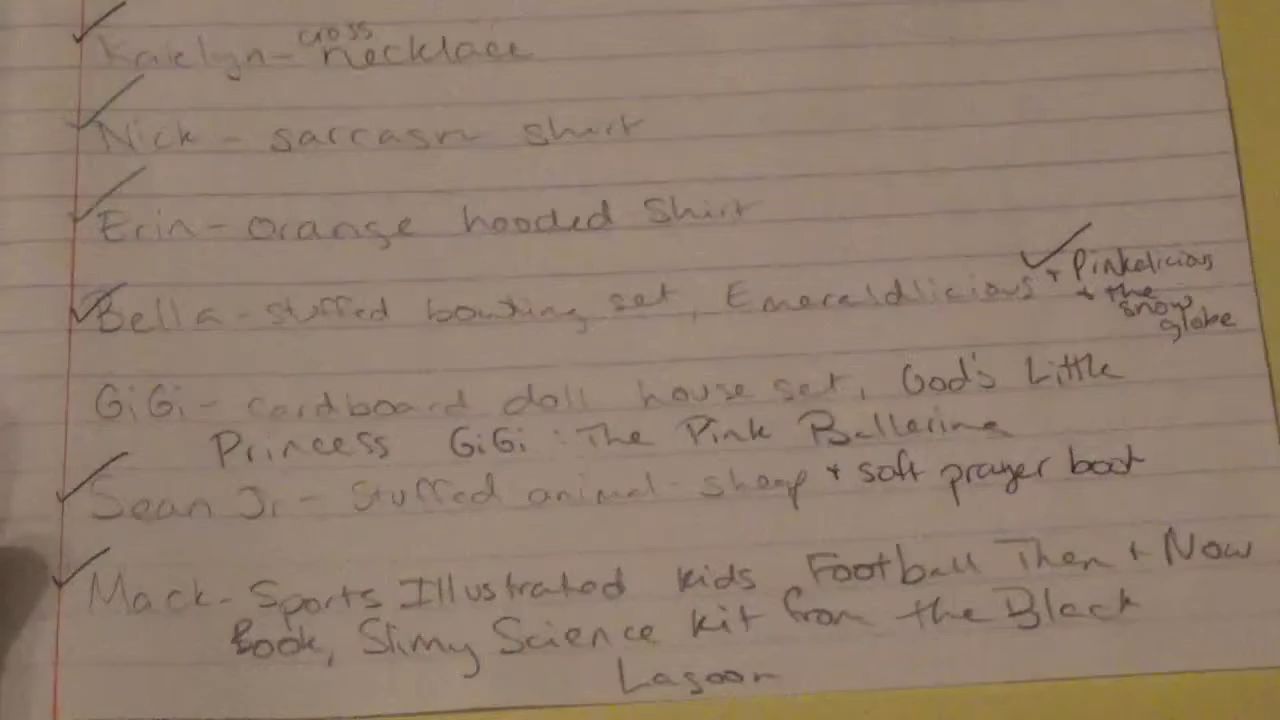 Kaielyn - cross necklace
Nick - sarcasm shirt
Erin - orange hooded shirt
Bella - stuffed bowling set, Emeraldlicious + Pinkalicious
+ the
snow
globe
GiGi - cardboard doll house set, God's Little
Princess GiGi: The Pink Ballerina
Sean Jr - stuffed animal sheep + soft prayer book
Mack - Sports Illustrated Kids Football Then + Now
Book, Slimy Science Kit from the Black
Lagoon